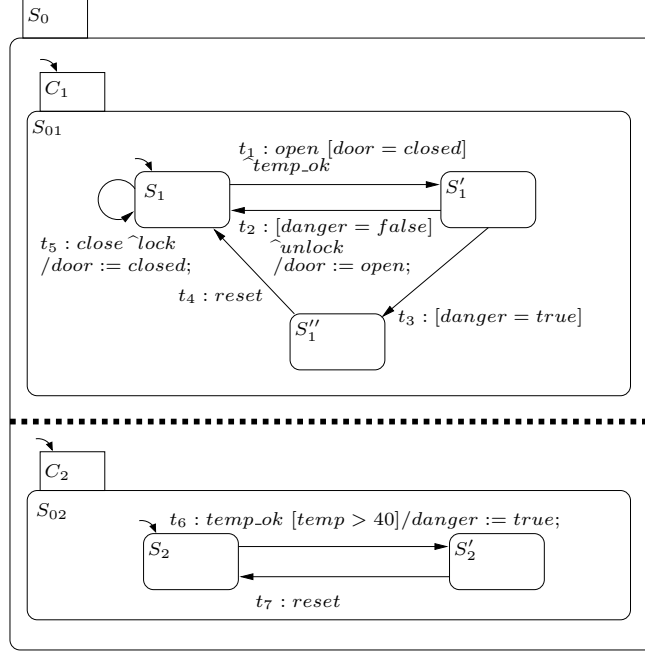 S₀
C₁
S₀₁
t₁ : open [door = closed]
^temp_ok
S₁
S₁′
t₅ : close ^lock
/door := closed;
t₂ : [danger = false]
^unlock
/door := open;
t₄ : reset
S₁″
t₃ : [danger = true]
C₂
S₀₂
t₆ : temp_ok [temp > 40]/danger := true;
S₂
S₂′
t₇ : reset